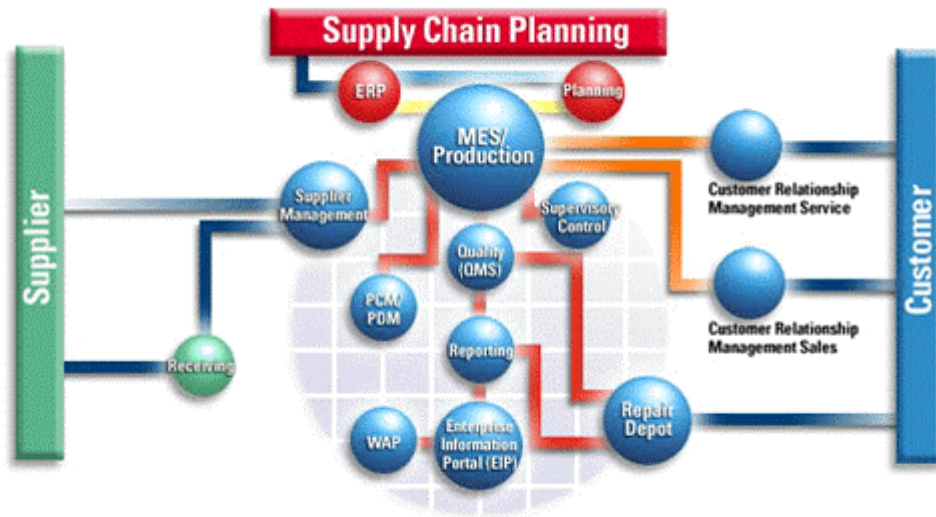 Supply Chain Planning
ERP
Planning
MES/
Production
Supplier
Management
Supervisory
Control
Customer Relationship
Management Service
Quality
(QMS)
PCM/
PDM
Customer Relationship
Management Sales
Receiving
Reporting
Repair
Depot
WAP
Enterprise
Information
Portal (EIP)
Supplier
Customer